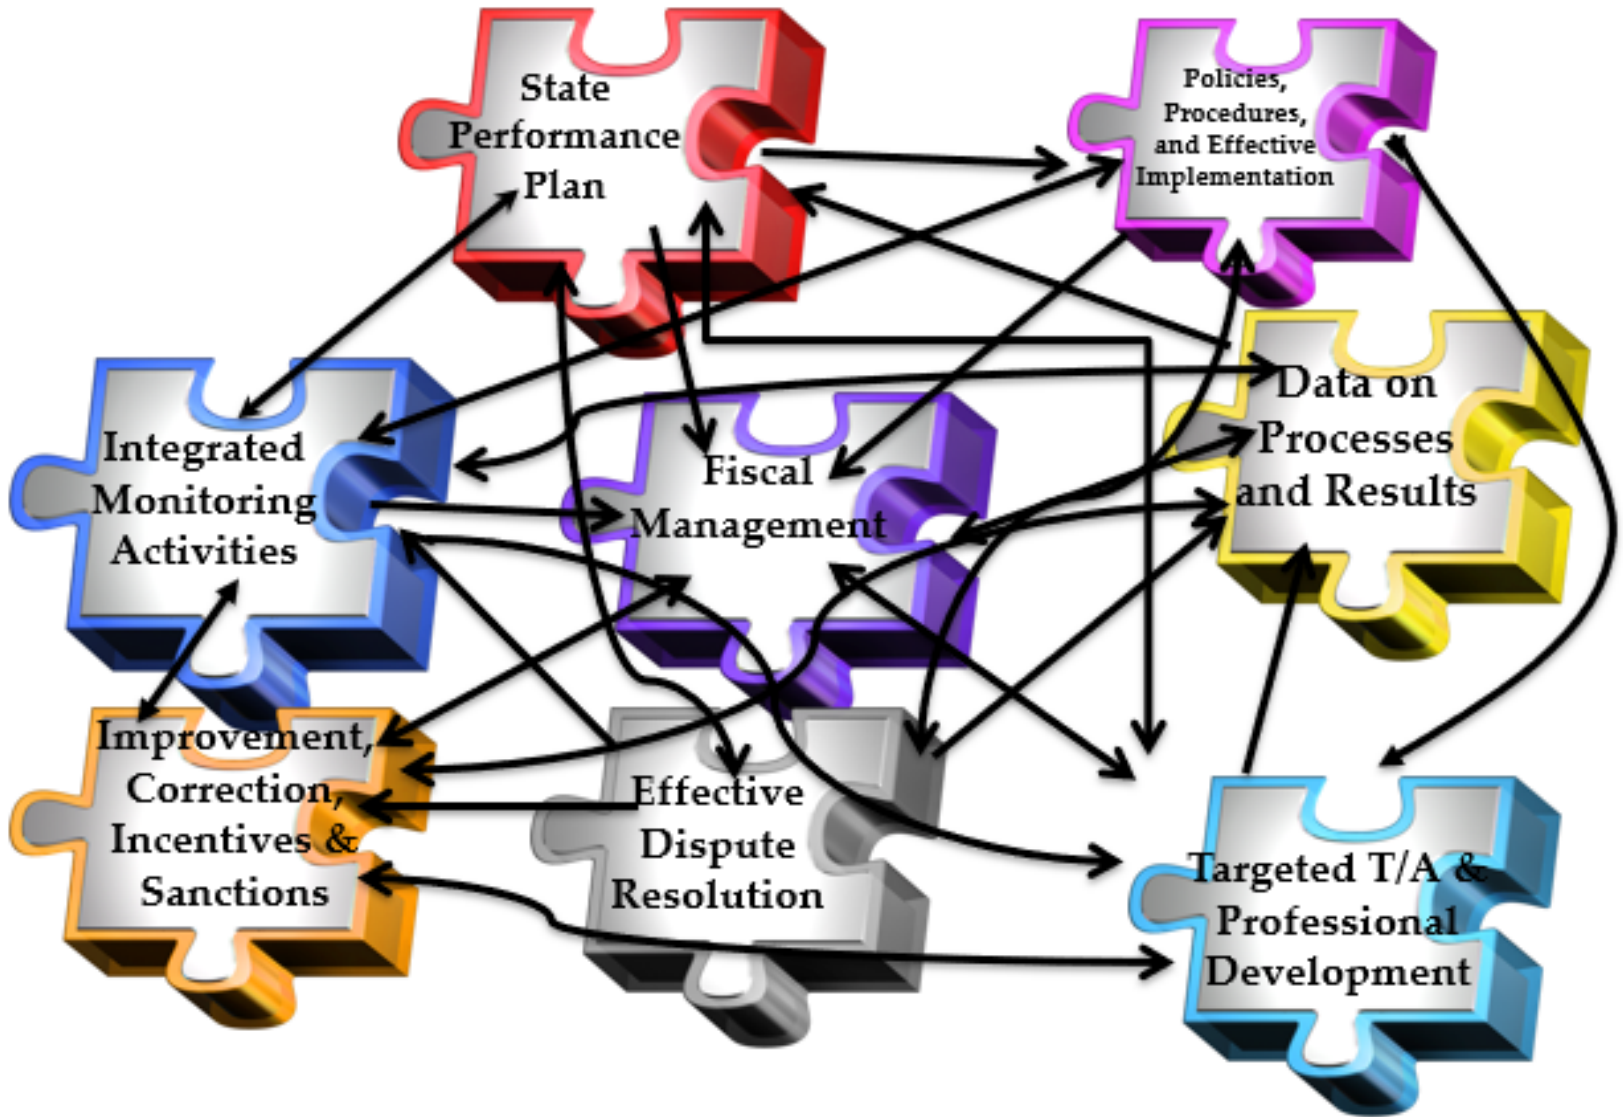 State
Performance
Plan
Policies,
Procedures,
and Effective
Implementation
Integrated
Monitoring
Activities
Fiscal
Management
Data on
Processes
and Results
Improvement,
Correction,
Incentives &
Sanctions
Effective
Dispute
Resolution
Targeted T/A &
Professional
Development